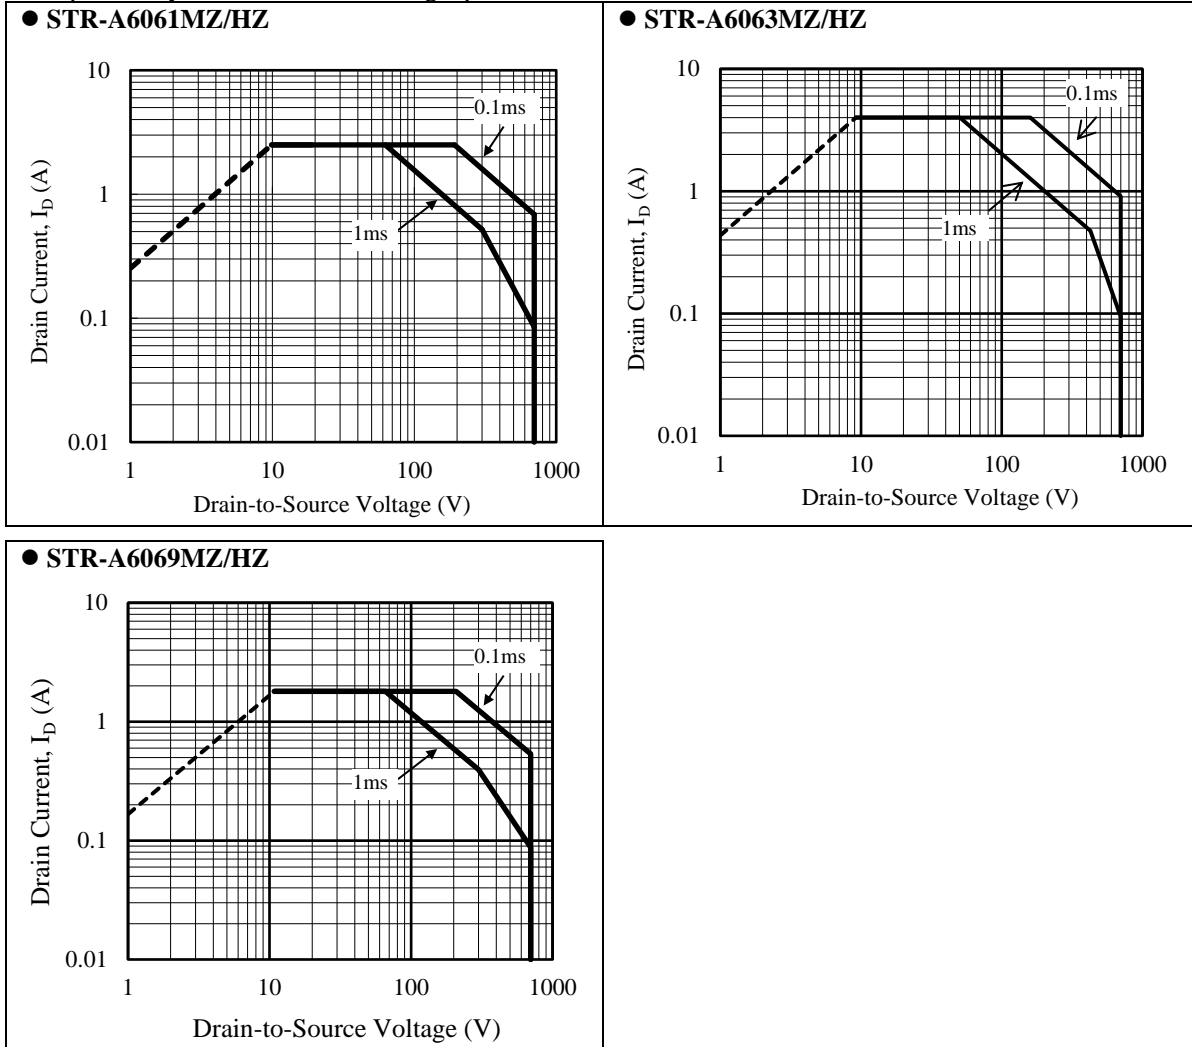 ● STR-A6061MZ/HZ
10
1
0.1
0.01
Drain Current, I_D (A)
0.1ms
1ms
1 10 100 1000
Drain-to-Source Voltage (V)
● STR-A6063MZ/HZ
10
1
0.1
0.01
Drain Current, I_D (A)
0.1ms
1ms
1 10 100 1000
Drain-to-Source Voltage (V)
● STR-A6069MZ/HZ
10
1
0.1
0.01
Drain Current, I_D (A)
0.1ms
1ms
1 10 100 1000
Drain-to-Source Voltage (V)